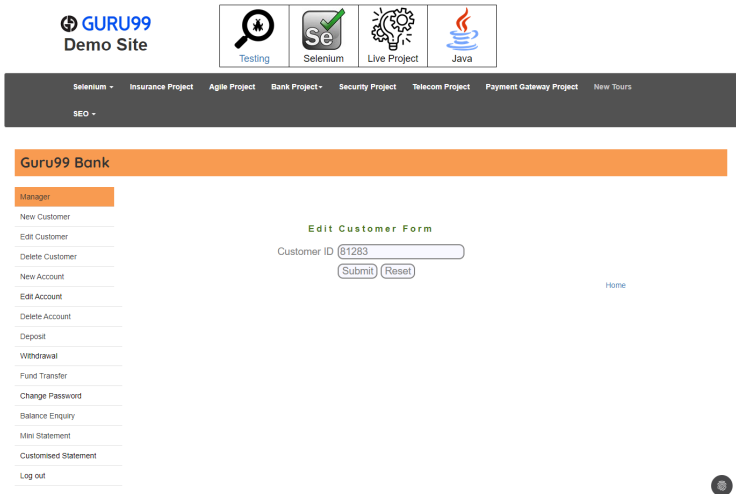 GURU99
Demo Site
Testing
Se
Selenium
Live Project
Java
Selenium
Insurance Project
Agile Project
Bank Project
Security Project
Telecom Project
Payment Gateway Project
New Tours
SEO
Guru99 Bank
Manager
New Customer
Edit Customer
Delete Customer
New Account
Edit Account
Delete Account
Deposit
Withdrawal
Fund Transfer
Change Password
Balance Enquiry
Mini Statement
Customised Statement
Log out
Edit Customer Form
Customer ID 81283
Submit Reset
Home